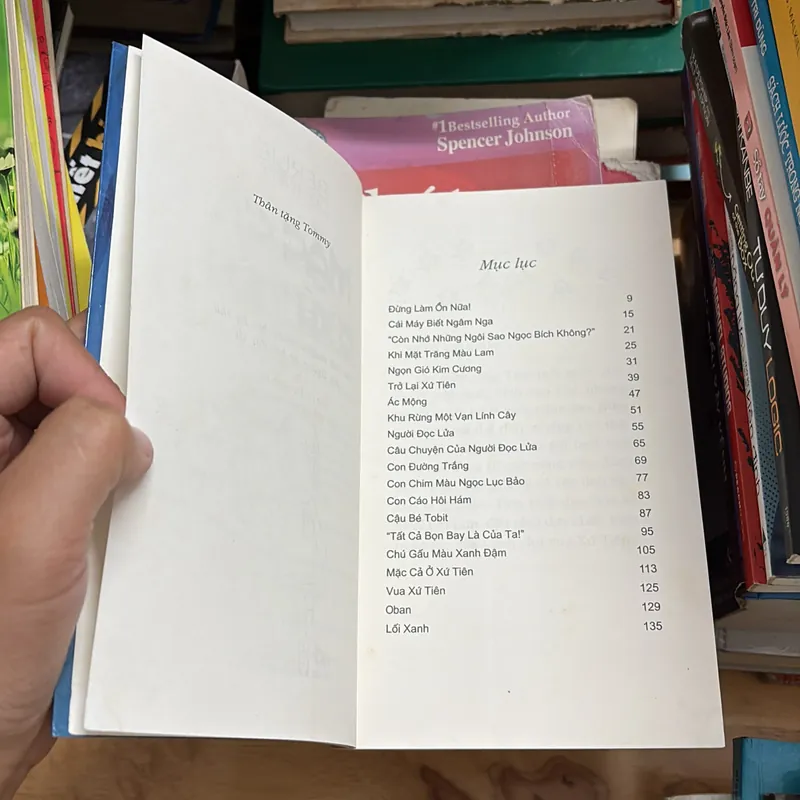 #1 Bestselling Author
Spencer Johnson
Thân tặng Tommy
Mục lục
Đừng Làm Ồn Nữa! 9
Cái Máy Biết Ngâm Nga 15
"Còn Nhớ Những Ngôi Sao Ngọc Bích Không?" 21
Khi Mặt Trăng Màu Lam 25
Ngọn Gió Kim Cương 31
Trở Lại Xứ Tiên 39
Ác Mộng 47
Khu Rừng Một Vạn Lính Cây 51
Người Đọc Lửa 55
Câu Chuyện Của Người Đọc Lửa 65
Con Đường Trắng 69
Con Chim Màu Ngọc Lục Bảo 77
Con Cáo Hôi Hám 83
Cậu Bé Tobit 87
"Tất Cả Bọn Bay Là Của Ta!" 95
Chú Gấu Màu Xanh Đậm 105
Mặc Cả Ở Xứ Tiên 113
Vua Xứ Tiên 125
Oban 129
Lối Xanh 135
TƯ DUY LOGIC
SỔ TAY
QUẢN LÝ